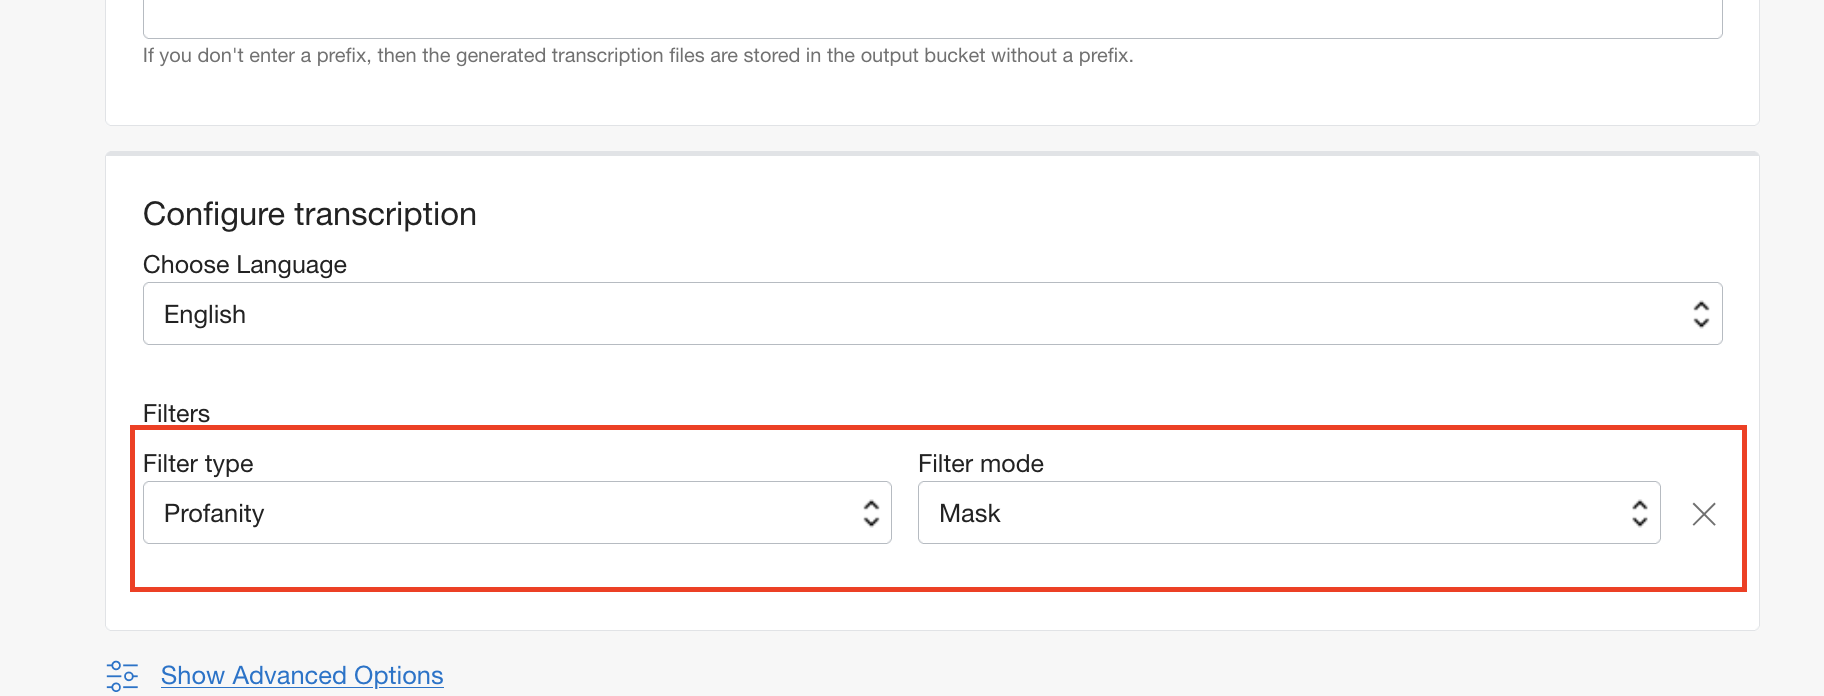 If you don't enter a prefix, then the generated transcription files are stored in the output bucket without a prefix.
Configure transcription
Choose Language
English
Filters
Filter type
Filter mode
Profanity
Mask
Show Advanced Options